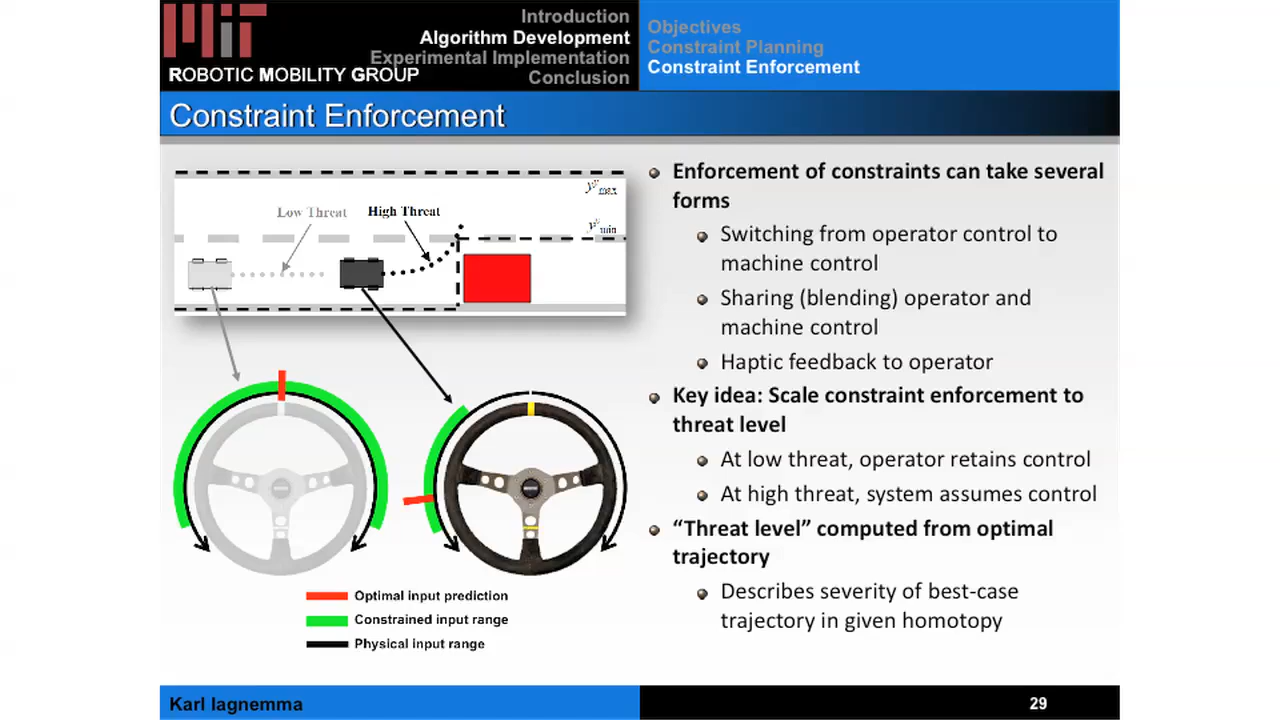 MIT
ROBOTIC MOBILITY GROUP
Introduction
Algorithm Development
Experimental Implementation
Conclusion
Objectives
Constraint Planning
Constraint Enforcement
Constraint Enforcement
y^y max
Low Threat
High Threat
y^y min
Optimal input prediction
Constrained input range
Physical input range
Enforcement of constraints can take several
forms
Switching from operator control to
machine control
Sharing (blending) operator and
machine control
Haptic feedback to operator
Key idea: Scale constraint enforcement to
threat level
At low threat, operator retains control
At high threat, system assumes control
“Threat level” computed from optimal
trajectory
Describes severity of best-case
trajectory in given homotopy
Karl Iagnemma
29